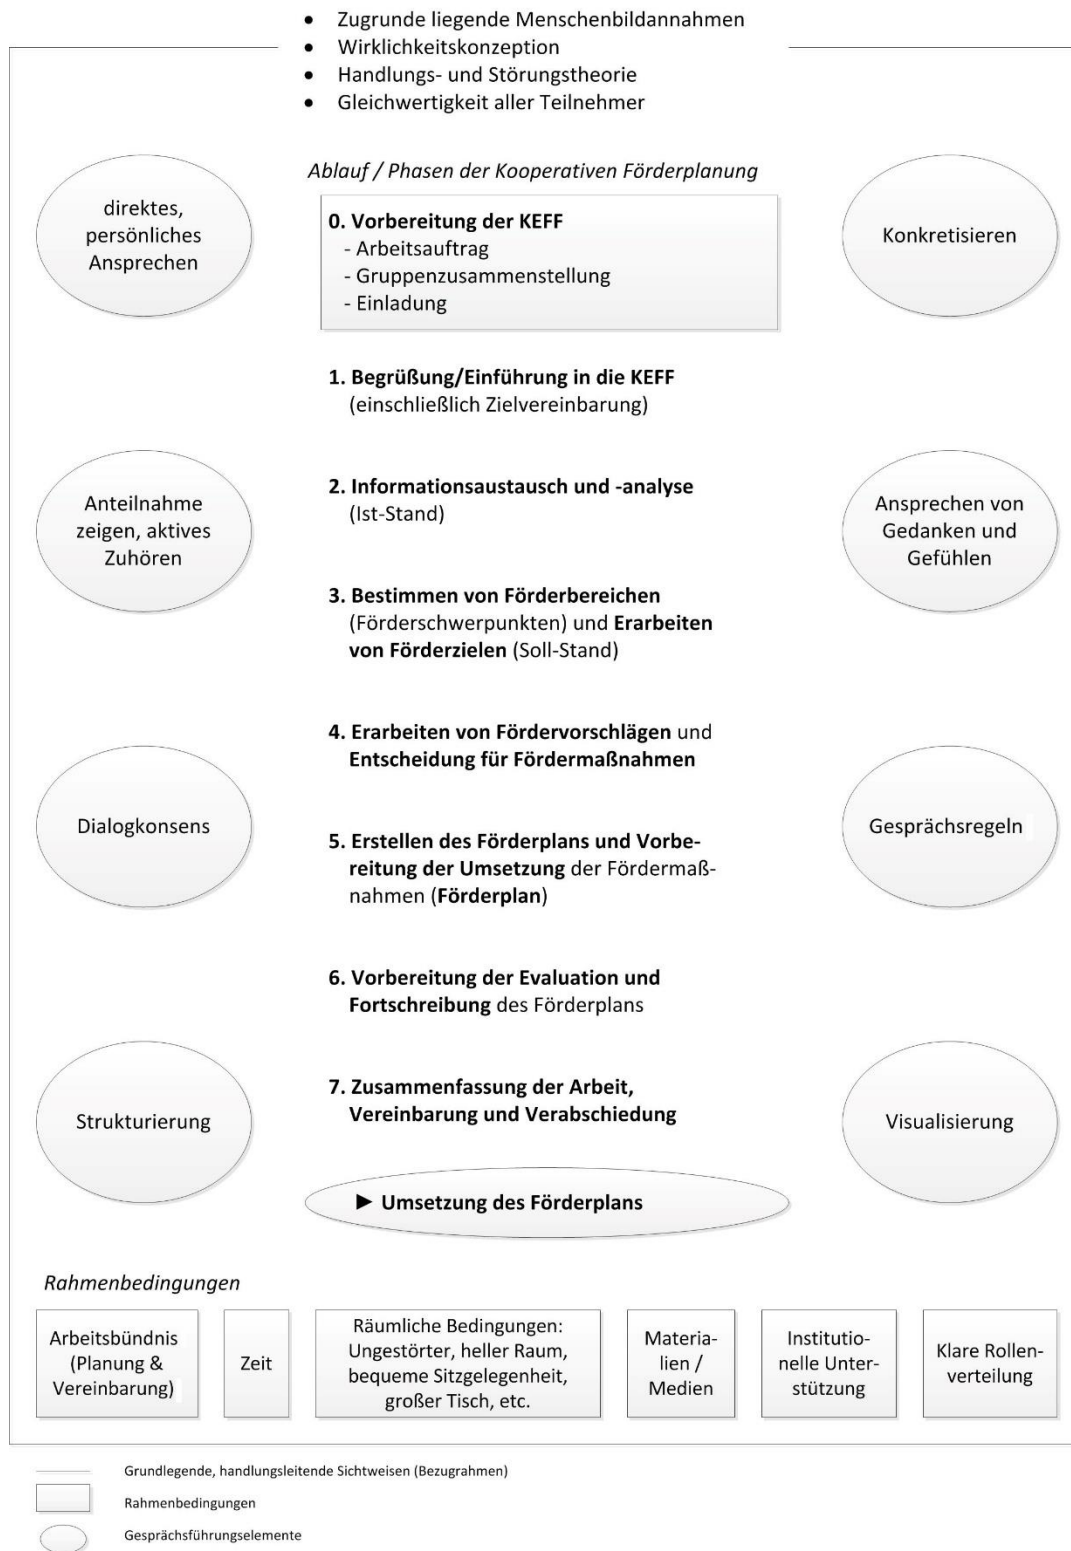 • Zugrunde liegende Menschenbildannahmen
• Wirklichkeitskonzeption
• Handlungs- und Störungstheorie
• Gleichwertigkeit aller Teilnehmer
Ablauf / Phasen der Kooperativen Förderplanung
direktes,
persönliches
Ansprechen
0. Vorbereitung der KEFF
- Arbeitsauftrag
- Gruppenzusammenstellung
- Einladung
Konkretisieren
1. Begrüßung/Einführung in die KEFF
(einschließlich Zielvereinbarung)
Anteilnahme
zeigen, aktives
Zuhören
2. Informationsaustausch und -analyse
(Ist-Stand)
Ansprechen von
Gedanken und
Gefühlen
3. Bestimmen von Förderbereichen
(Förderschwerpunkten) und Erarbeiten
von Förderzielen (Soll-Stand)
4. Erarbeiten von Fördervorschlägen und
Entscheidung für Fördermaßnahmen
Dialogkonsens
5. Erstellen des Förderplans und Vorbe-
reitung der Umsetzung der Fördermaß-
nahmen (Förderplan)
Gesprächsregeln
6. Vorbereitung der Evaluation und
Fortschreibung des Förderplans
Strukturierung
7. Zusammenfassung der Arbeit,
Vereinbarung und Verabschiedung
Visualisierung
► Umsetzung des Förderplans
Rahmenbedingungen
Arbeitsbündnis
(Planung &
Vereinbarung)
Zeit
Räumliche Bedingungen:
Ungestörter, heller Raum,
bequeme Sitzgelegenheit,
großer Tisch, etc.
Materia-
lien /
Medien
Institutio-
nelle Unter-
stützung
Klare Rollen-
verteilung
Grundlegende, handlungsleitende Sichtweisen (Bezugrahmen)
Rahmenbedingungen
Gesprächsführungselemente